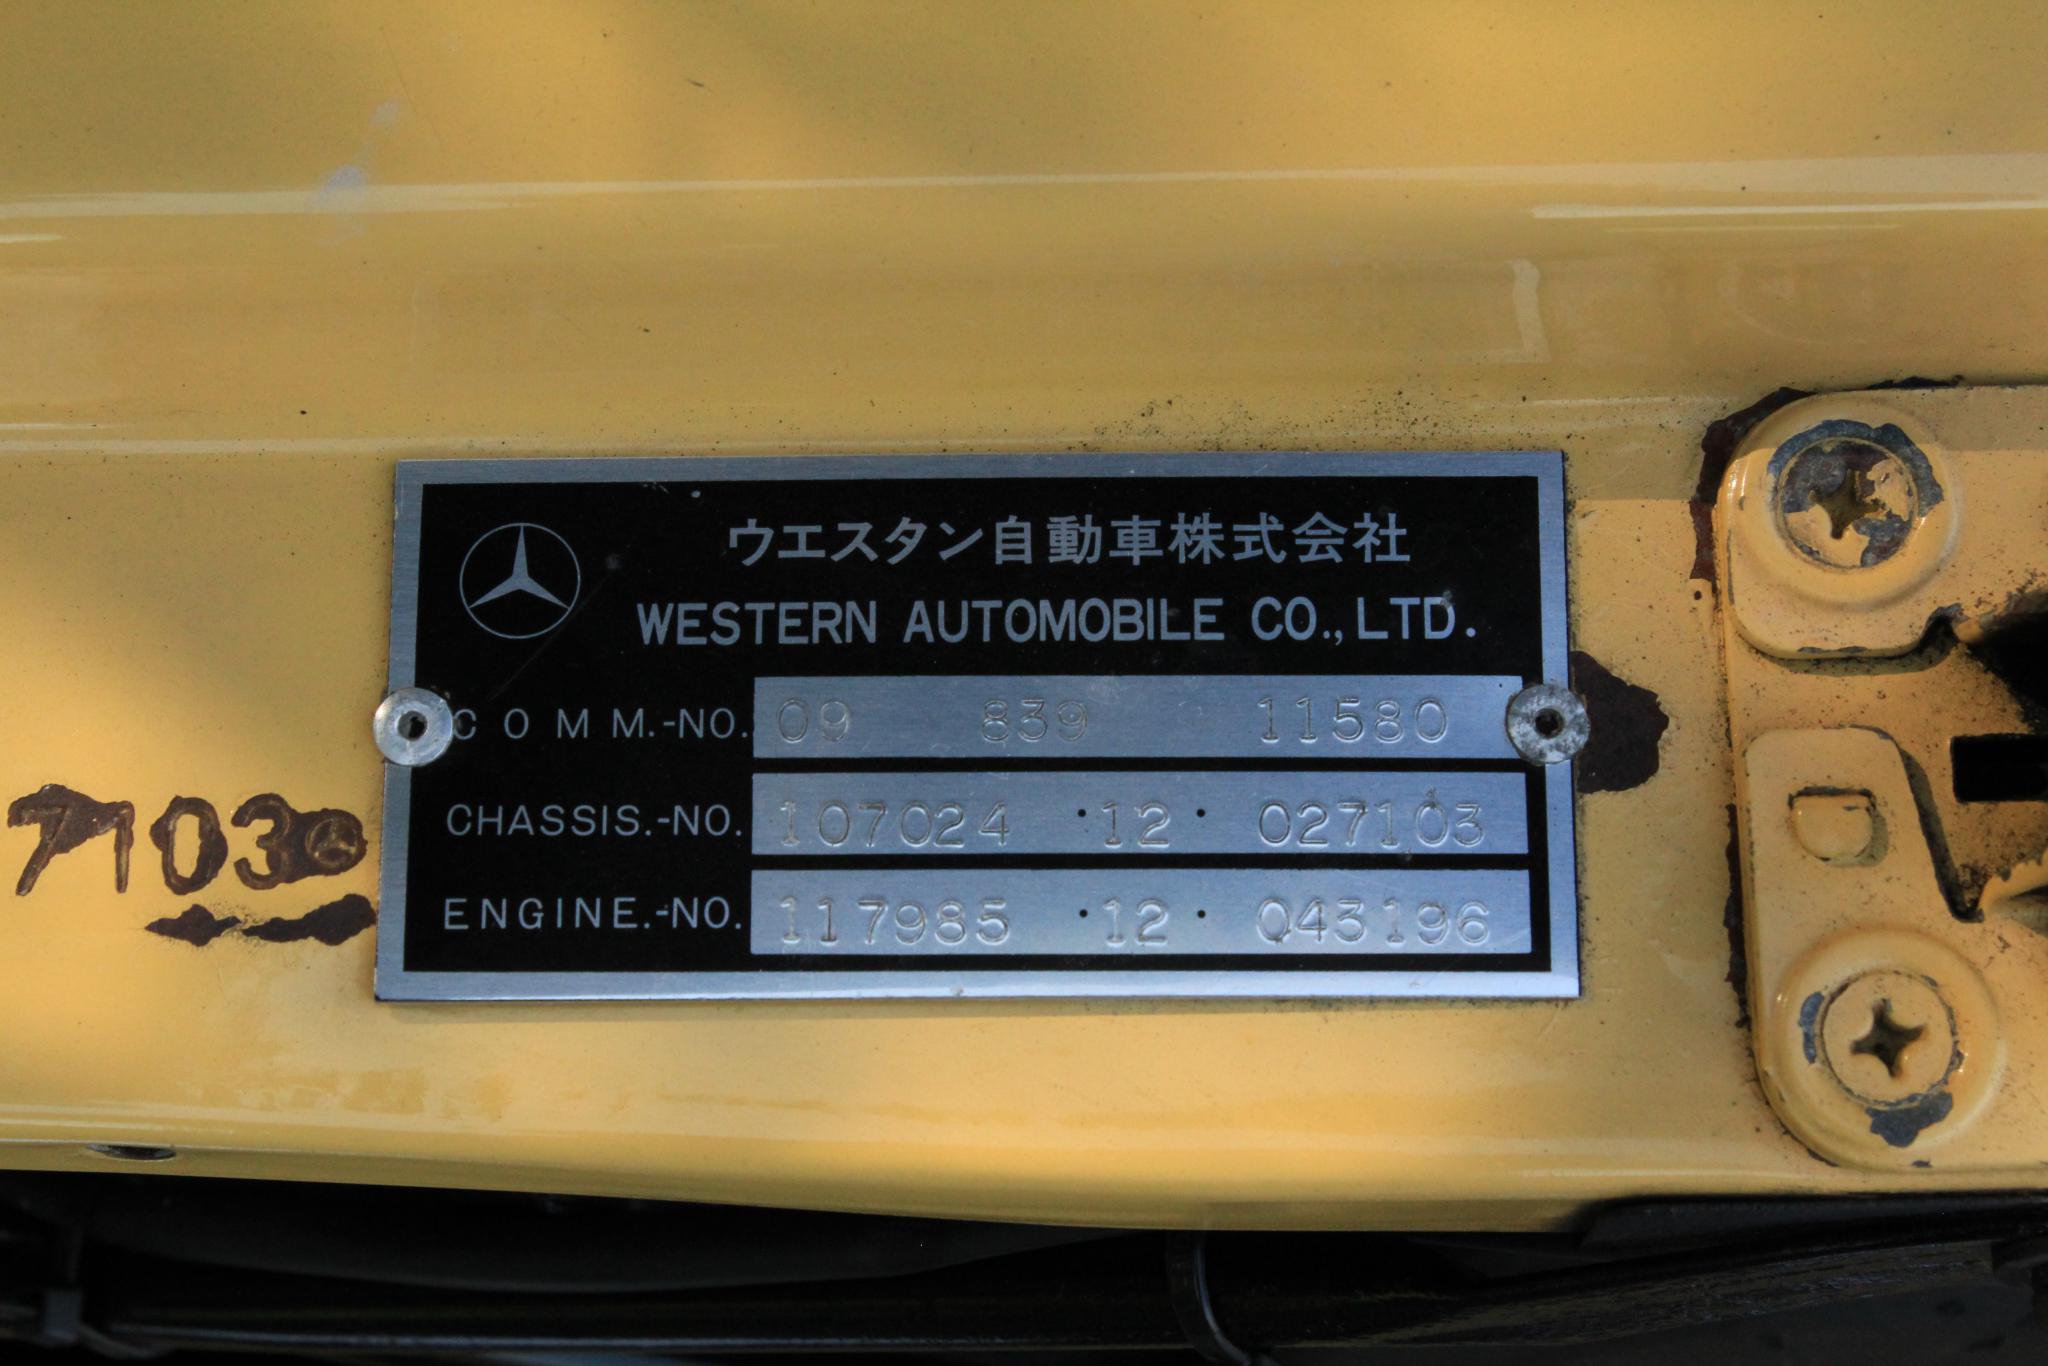 ウエスタン自動車株式会社
WESTERN AUTOMOBILE CO., LTD.
COMM.-NO. 09 839 11580
CHASSIS.-NO. 107024 · 12 · 027103
ENGINE.-NO. 117985 · 12 · 043196
7103